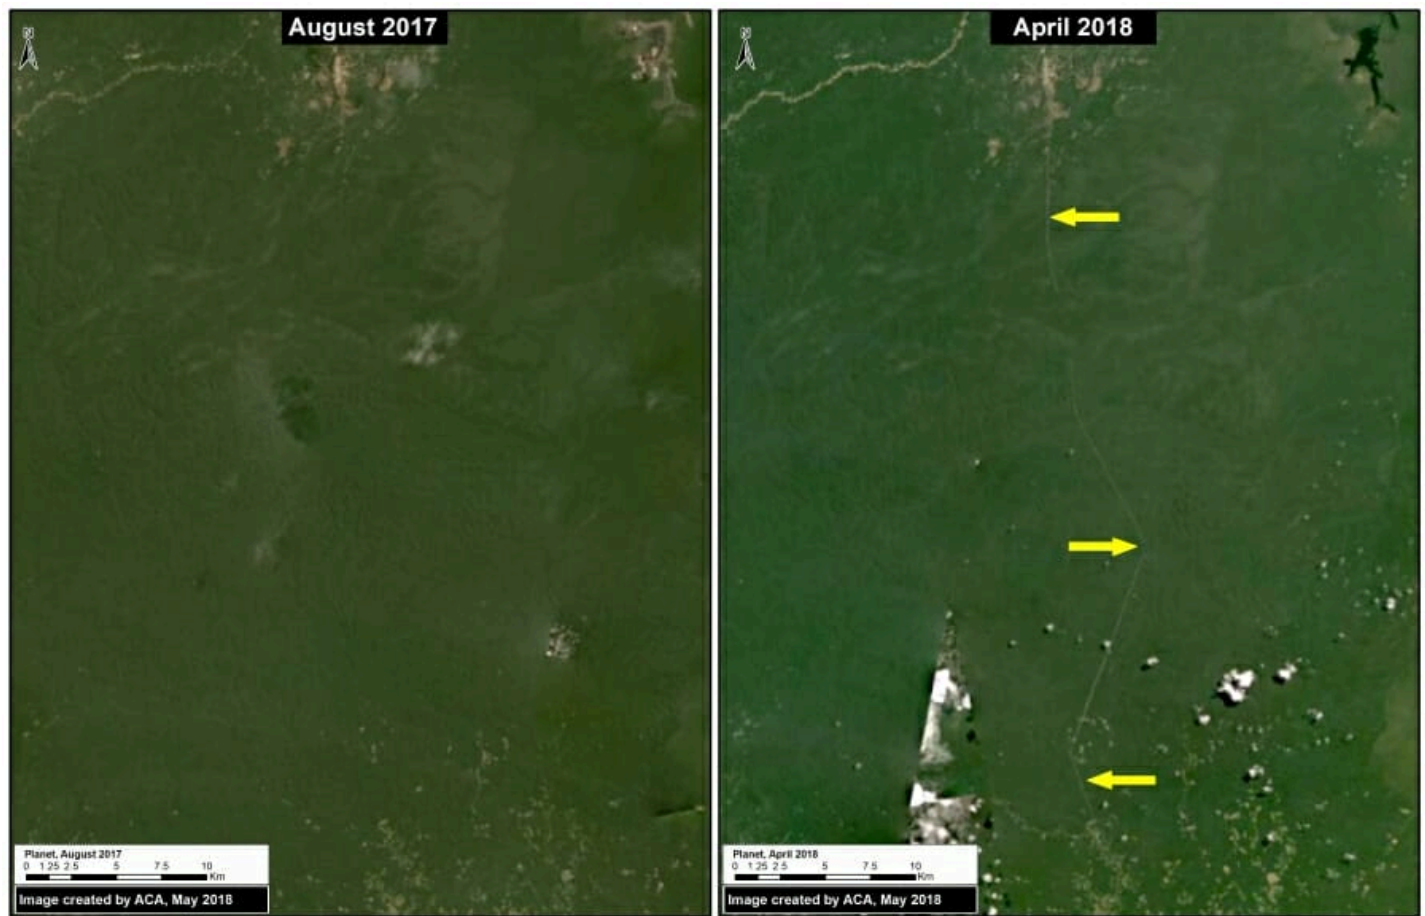 August 2017
April 2018
N
N
Planet, August 2017
0 1.25 2.5 5 7.5 10
Km
Image created by ACA, May 2018
Planet, April 2018
0 1.25 2.5 5 7.5 10
Km
Image created by ACA, May 2018